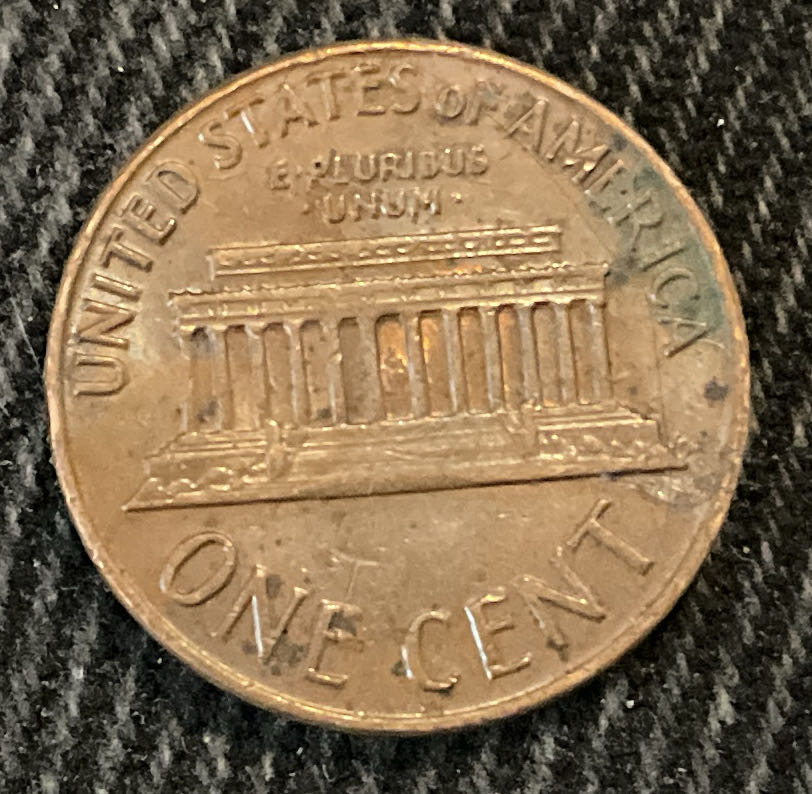 UNITED STATES OF AMERICA
E·PLURIBUS
·UNUM·
ONE CENT